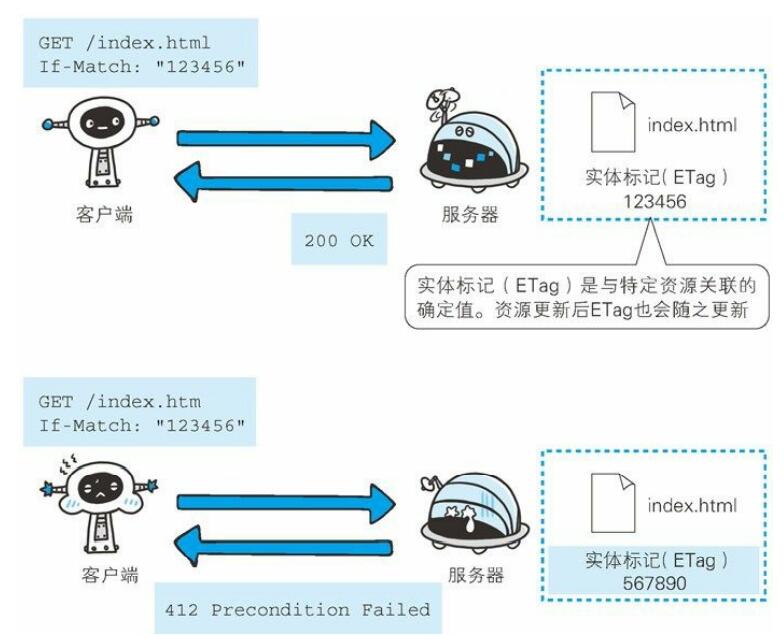 GET /index.html
If-Match: "123456"
index.html
实体标记(ETag)
123456
客户端
服务器
200 OK
实体标记(ETag)是与特定资源关联的
确定值。资源更新后ETag也会随之更新
GET /index.htm
If-Match: "123456"
index.html
实体标记(ETag)
567890
客户端
服务器
412 Precondition Failed